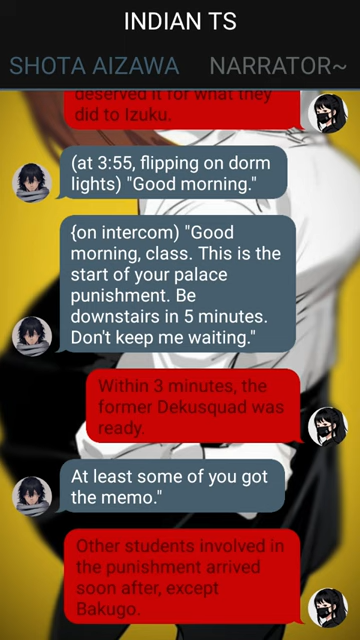 INDIAN TS
SHOTA AIZAWA NARRATOR~
deserved it for what they
did to Izuku.
(at 3:55, flipping on dorm
lights) "Good morning."
{on intercom) "Good
morning, class. This is the
start of your palace
punishment. Be
downstairs in 5 minutes.
Don't keep me waiting."
Within 3 minutes, the
former Dekusquad was
ready.
At least some of you got
the memo."
Other students involved in
the punishment arrived
soon after, except
Bakugo.